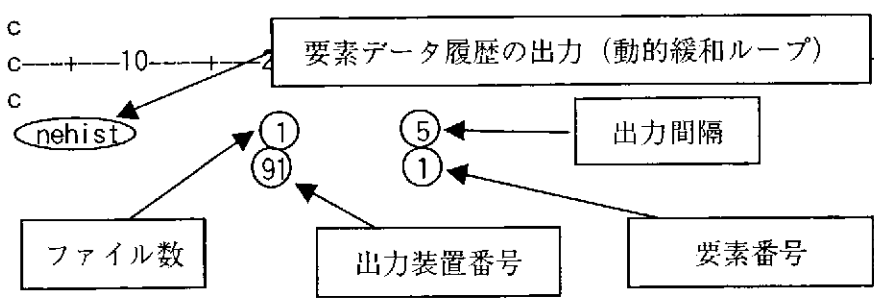 c
c---+----10----+---2
要素データ履歴の出力（動的緩和ループ）
c
nehist 1 5
出力間隔
91 1
ファイル数
出力装置番号
要素番号